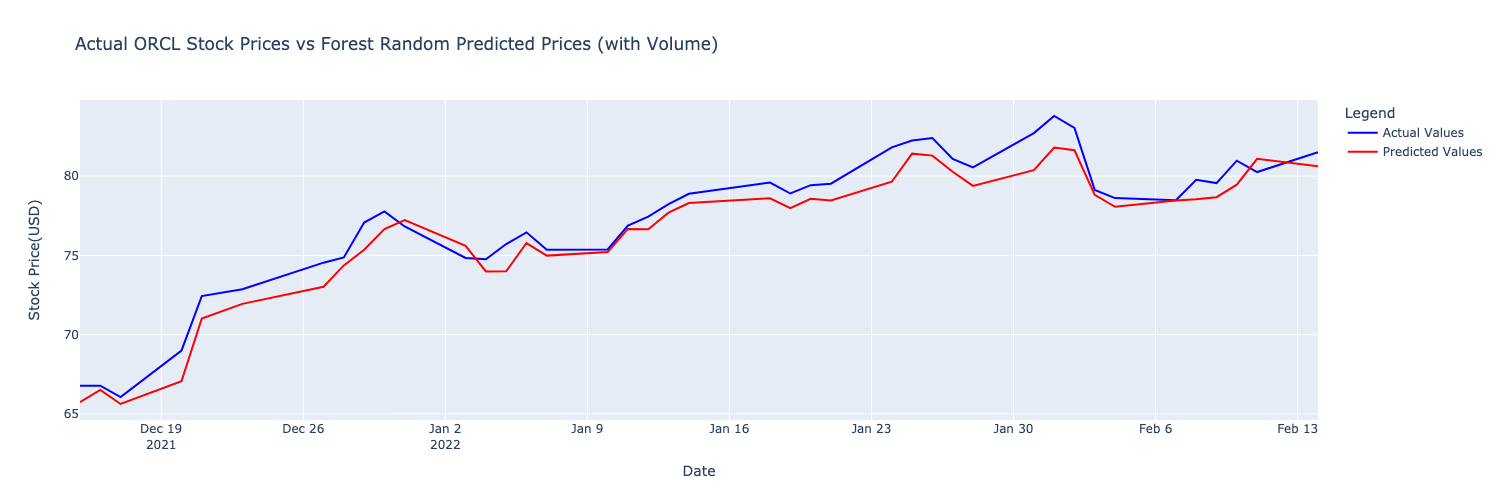 Actual ORCL Stock Prices vs Forest Random Predicted Prices (with Volume)
Legend
Actual Values
Predicted Values
Stock Price(USD)
80
75
70
65
Dec 19
2021
Dec 26
Jan 2
2022
Jan 9
Jan 16
Jan 23
Jan 30
Feb 6
Feb 13
Date